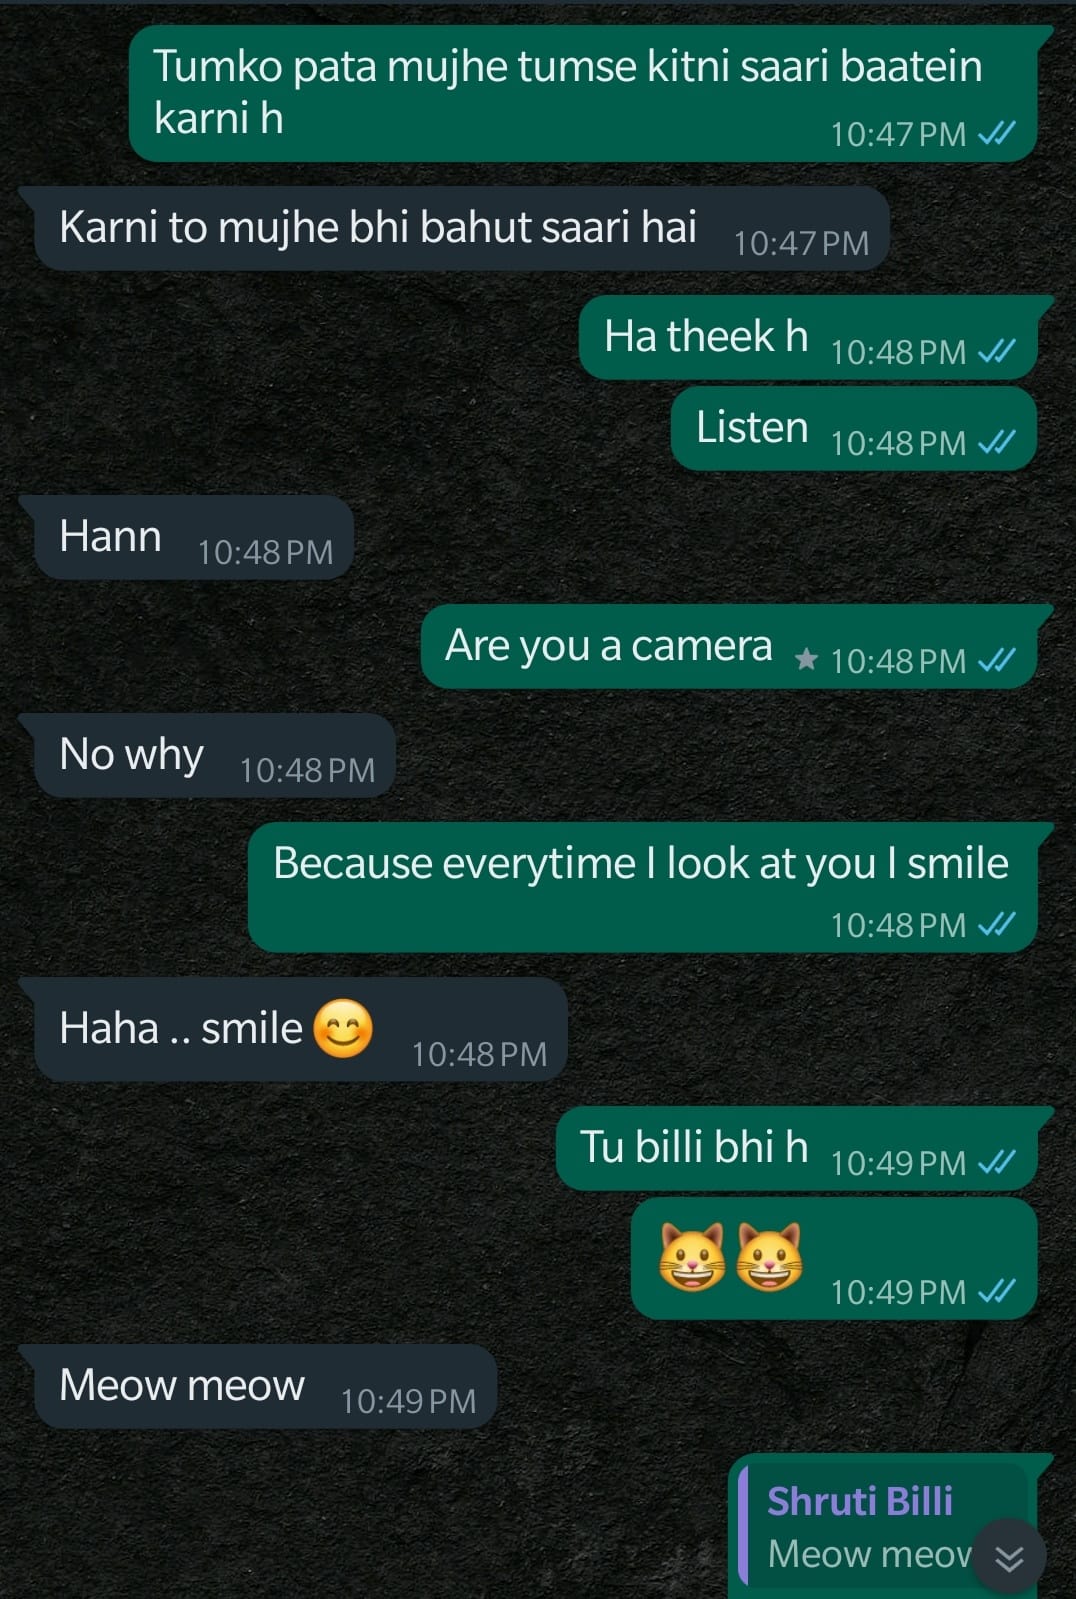 Tumko pata mujhe tumse kitni saari baatein
karni h
10:47 PM
Karni to mujhe bhi bahut saari hai 10:47 PM
Ha theek h 10:48 PM
Listen 10:48 PM
Hann 10:48 PM
Are you a camera ★ 10:48 PM
No why 10:48 PM
Because everytime I look at you I smile
10:48 PM
Haha .. smile 😊 10:48 PM
Tu billi bhi h 10:49 PM
😺😺 10:49 PM
Meow meow 10:49 PM
Shruti Billi
Meow